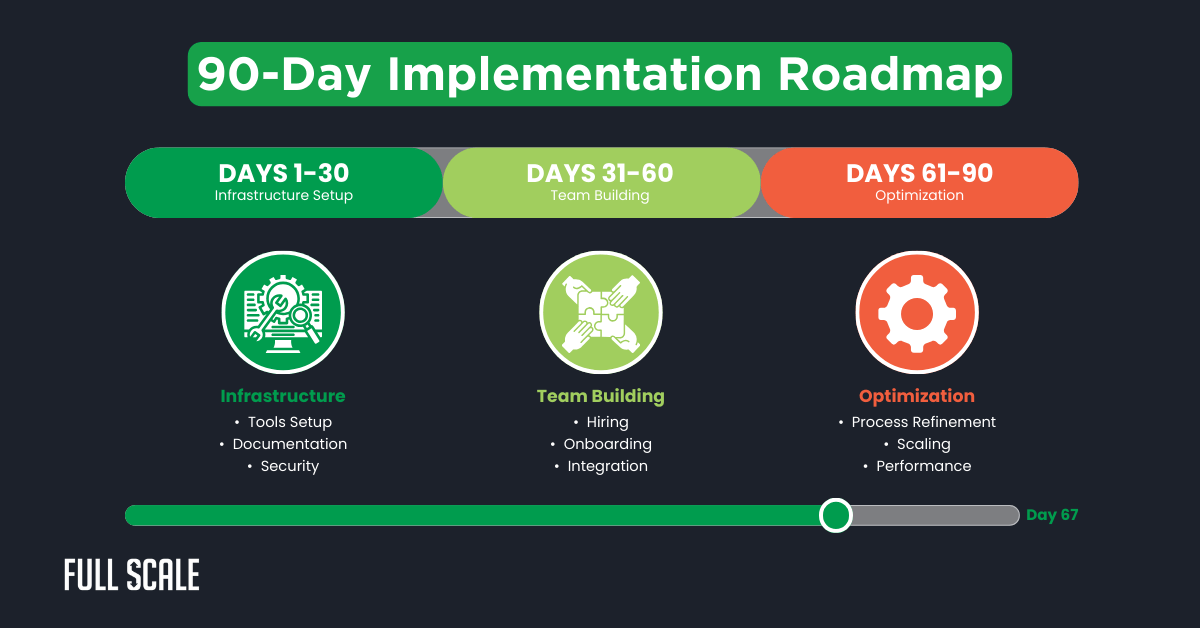 90-Day Implementation Roadmap
DAYS 1-30
Infrastructure Setup
DAYS 31-60
Team Building
DAYS 61-90
Optimization
Infrastructure
• Tools Setup
• Documentation
• Security
Team Building
• Hiring
• Onboarding
• Integration
Optimization
• Process Refinement
• Scaling
• Performance
Day 67
FULL SCALE